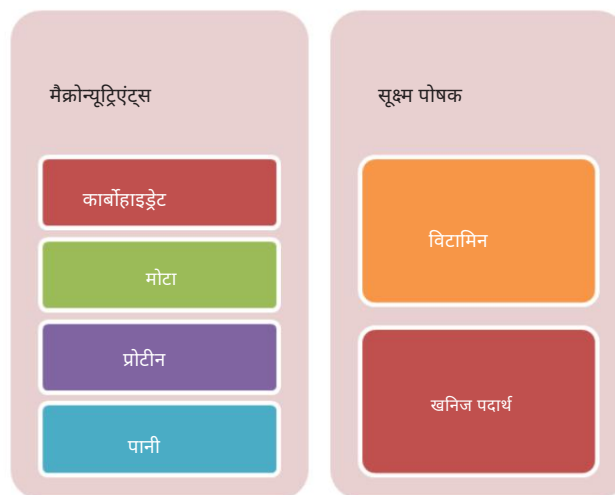 मैक्रोन्यूट्रिएंट्स
कार्बोहाइड्रेट
मोटा
प्रोटीन
पानी
सूक्ष्म पोषक
विटामिन
खनिज पदार्थ